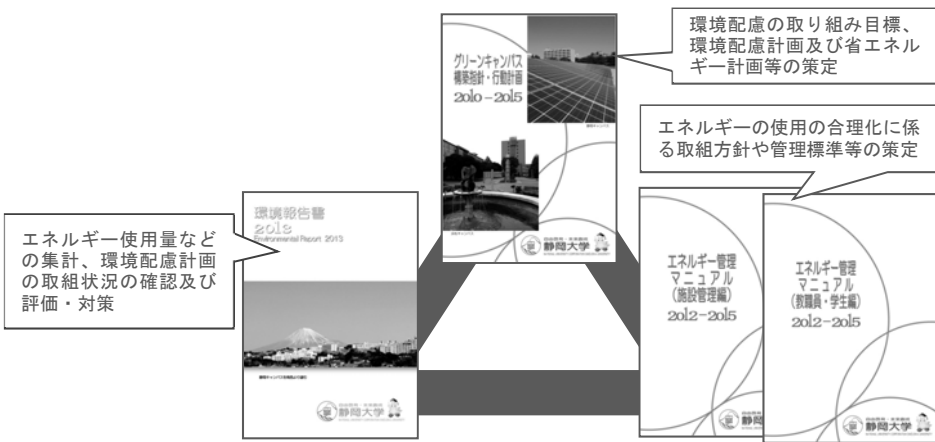 グリーンキャンパス
構築指針・行動計画
2010-2015
静岡大学
環境配慮の取り組み目標、
環境配慮計画及び省エネル
ギー計画等の策定
エネルギーの使用の合理化に係
る取組方針や管理標準等の策定
エネルギー使用量など
の集計、環境配慮計画
の取組状況の確認及び
評価・対策
環境報告書
2013
Environmental Report 2013
静岡大学
エネルギー管理
マニュアル
（施設管理編）
2012-2015
静岡大
エネルギー管理
マニュアル
（教職員・学生編）
2012-2015
静岡大学